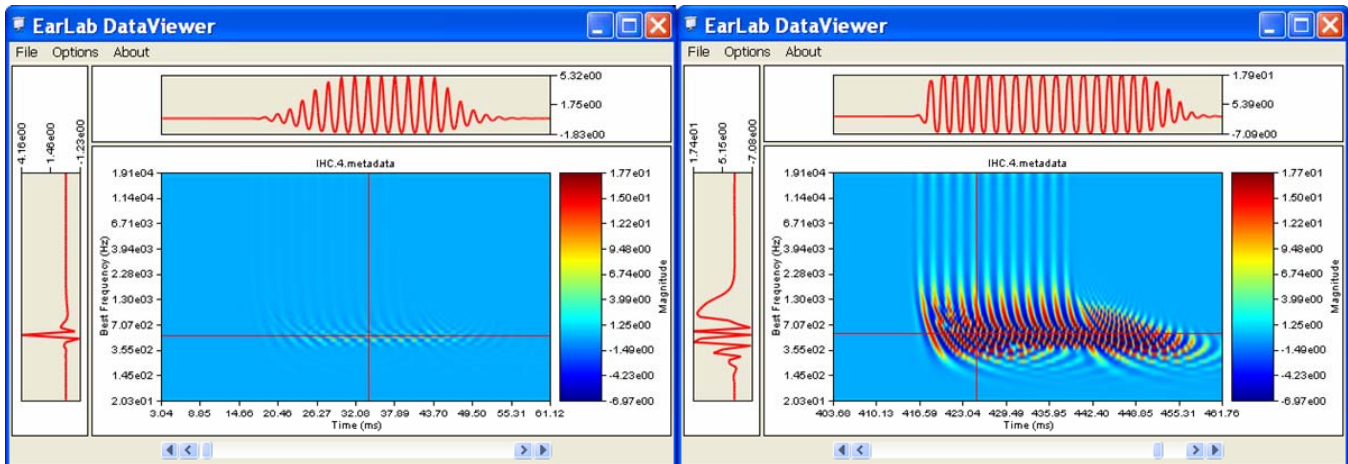 EarLab DataViewer
File Options About
5.32e00
1.75e00
-1.83e00
4.16e00
1.46e00
-1.23e00
IHC.4.metadata
Best Frequency (Hz)
1.91e04
1.14e04
6.71e03
3.94e03
2.28e03
1.30e03
7.07e02
3.55e02
1.45e02
2.03e01
3.04 8.85 14.66 20.46 26.27 32.08 37.89 43.70 49.50 55.31 61.12
Time (ms)
1.77e01
1.50e01
1.22e01
9.48e00
6.74e00
3.99e00
1.25e00
-1.49e00
-4.23e00
-6.97e00
Magnitude
EarLab DataViewer
File Options About
1.79e01
5.39e00
-7.09e00
1.74e01
5.15e00
-7.08e00
IHC.4.metadata
Best Frequency (Hz)
1.91e04
1.14e04
6.71e03
3.94e03
2.28e03
1.30e03
7.07e02
3.55e02
1.45e02
2.03e01
403.68 410.13 416.59 423.04 429.49 435.95 442.40 448.85 455.31 461.76
Time (ms)
1.77e01
1.50e01
1.22e01
9.48e00
6.74e00
3.99e00
1.25e00
-1.49e00
-4.23e00
-6.97e00
Magnitude